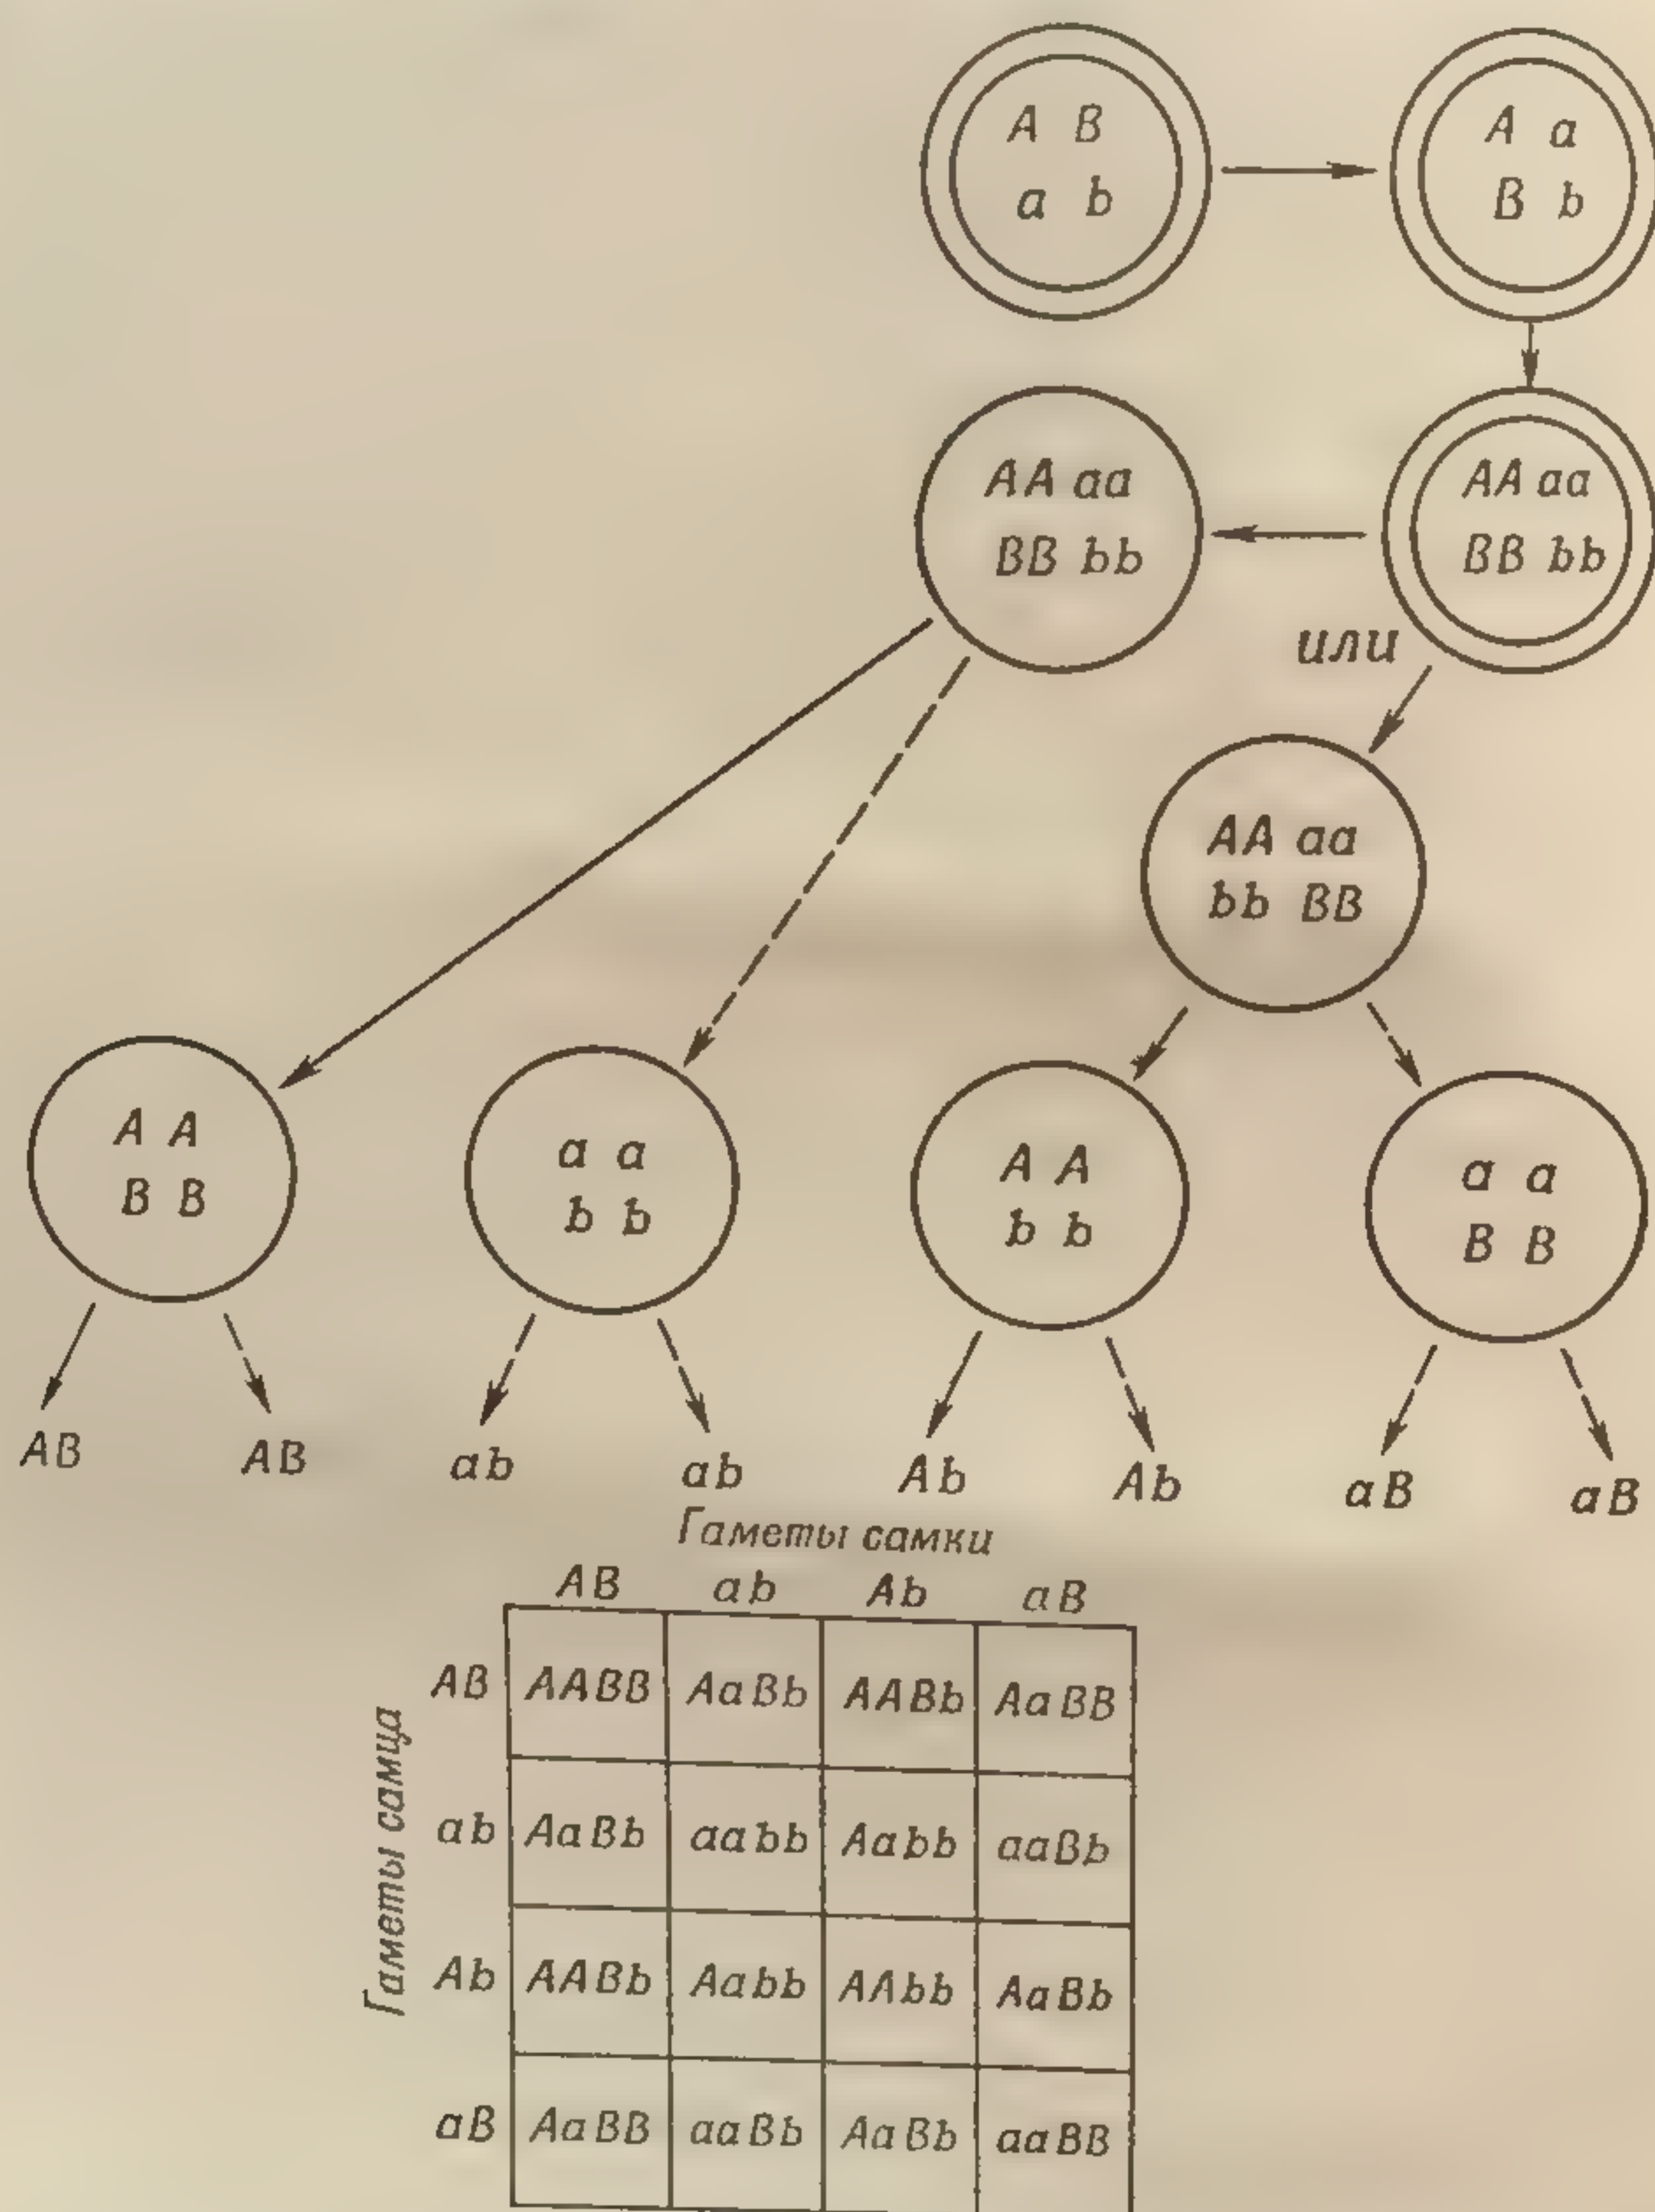 A B
a b
A a
B b
AA aa
BB bb
AA aa
BB bb
или
AA aa
bb BB
A A
B B
a a
b b
A A
b b
a a
B B
AB AB ab ab Ab Ab aB aB
Гаметы самки
AB ab Ab aB
Гаметы самца
AB AABB AaBb AABb AaBB
ab AaBb aabb Aabb aaBb
Ab AABb Aabb AAbb AaBb
aB AaBB aaBb AaBb aaBB